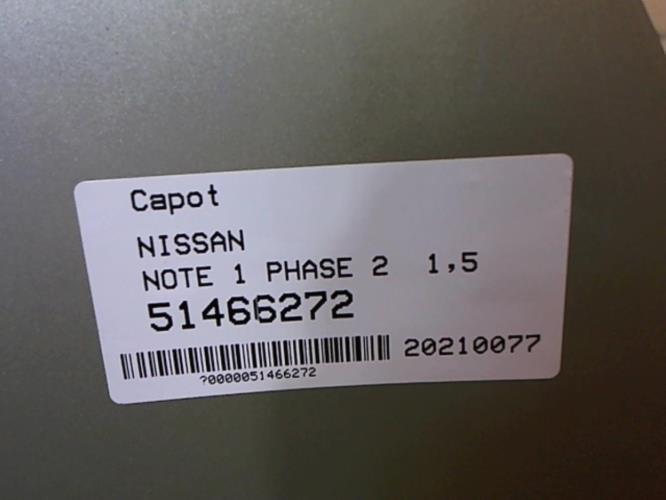 Capot
NISSAN
NOTE 1 PHASE 2 1,5
51466272
20210077
?0000051466272